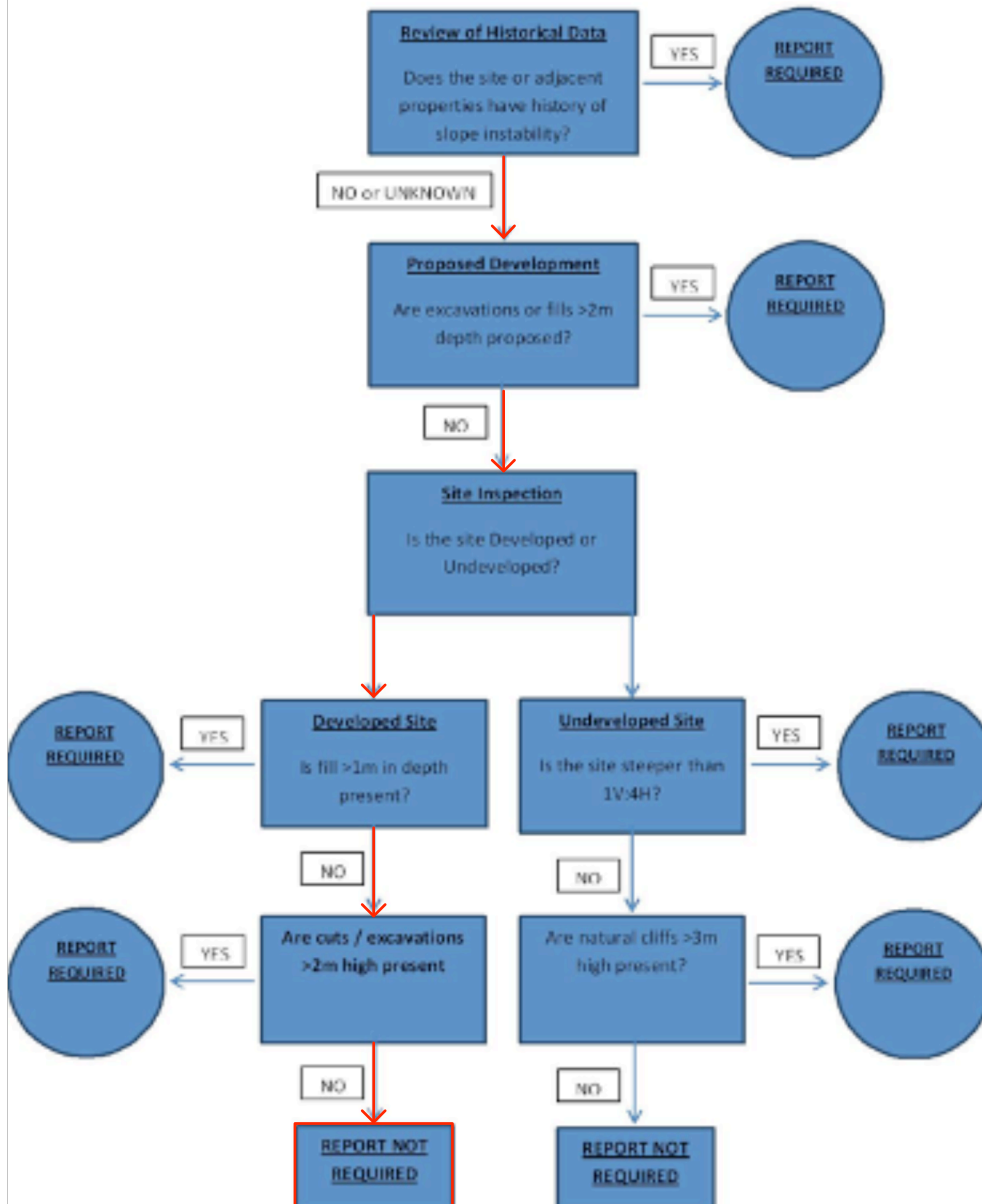 Review of Historical Data
Does the site or adjacent
properties have history of
slope instability?
YES
REPORT
REQUIRED
NO or UNKNOWN
Proposed Development
Are excavations or fills >2m
depth proposed?
YES
REPORT
REQUIRED
NO
Site Inspection
Is the site Developed or
Undeveloped?
REPORT
REQUIRED
YES
Developed Site
Is fill >1m in depth
present?
Undeveloped Site
Is the site steeper than
1V:4H?
YES
REPORT
REQUIRED
NO
NO
REPORT
REQUIRED
YES
Are cuts / excavations
>2m high present
Are natural cliffs >3m
high present?
YES
REPORT
REQUIRED
NO
NO
REPORT NOT
REQUIRED
REPORT NOT
REQUIRED